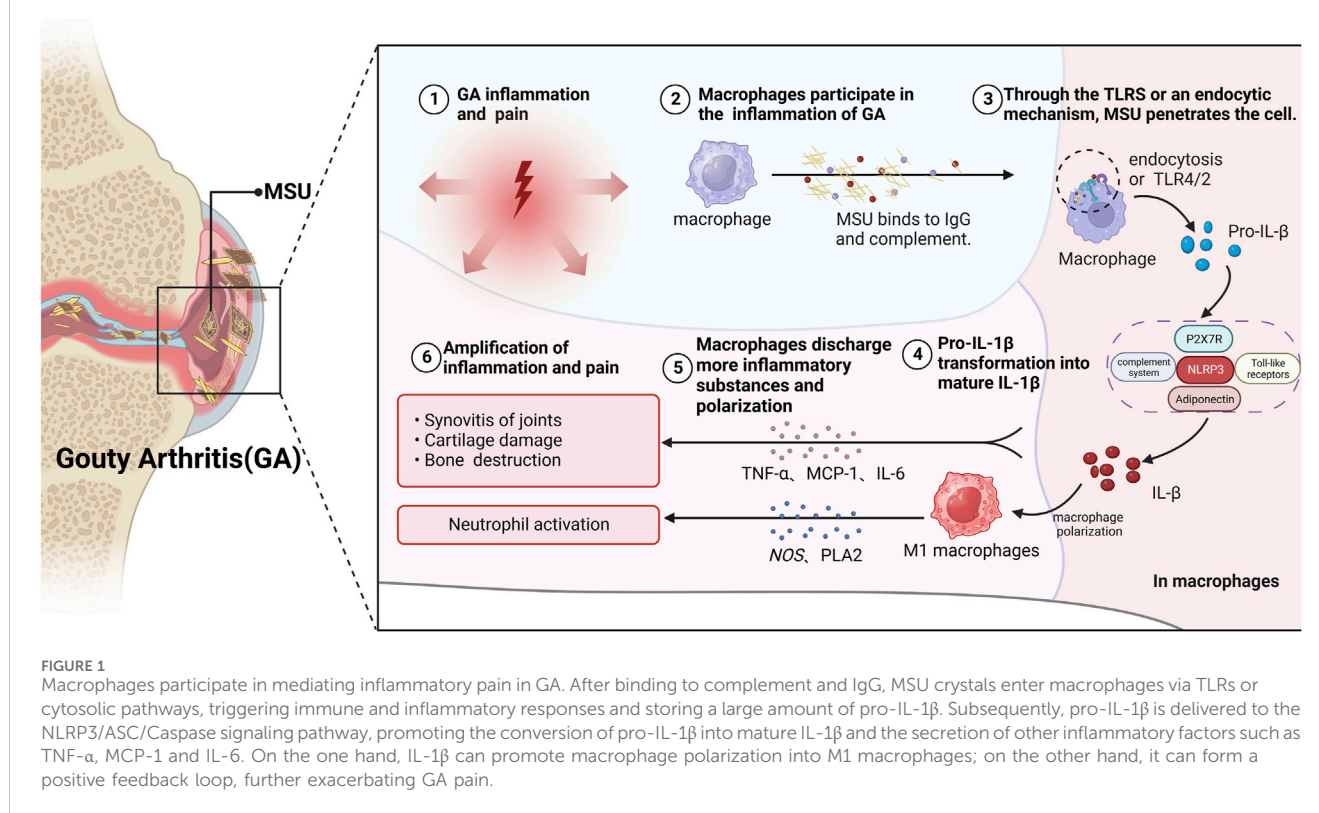 MSU
Gouty Arthritis(GA)
1 GA inflammation
and pain
2 Macrophages participate in
the inflammation of GA
macrophage
MSU binds to IgG
and complement.
3 Through the TLRS or an endocytic
mechanism, MSU penetrates the cell.
endocytosis
or TLR4/2
Macrophage
Pro-IL-β
P2X7R
complement
system
NLRP3
Toll-like
receptors
Adiponectin
IL-β
macrophage
polarization
In macrophages
4 Pro-IL-1β
transformation into
mature IL-1β
5 Macrophages discharge
more inflammatory
substances and
polarization
TNF-α、MCP-1、IL-6
M1 macrophages
NOS、PLA2
6 Amplification of
inflammation and pain
• Synovitis of joints
• Cartilage damage
• Bone destruction
Neutrophil activation
FIGURE 1
Macrophages participate in mediating inflammatory pain in GA. After binding to complement and IgG, MSU crystals enter macrophages via TLRs or
cytosolic pathways, triggering immune and inflammatory responses and storing a large amount of pro-IL-1β. Subsequently, pro-IL-1β is delivered to the
NLRP3/ASC/Caspase signaling pathway, promoting the conversion of pro-IL-1β into mature IL-1β and the secretion of other inflammatory factors such as
TNF-α, MCP-1 and IL-6. On the one hand, IL-1β can promote macrophage polarization into M1 macrophages; on the other hand, it can form a
positive feedback loop, further exacerbating GA pain.